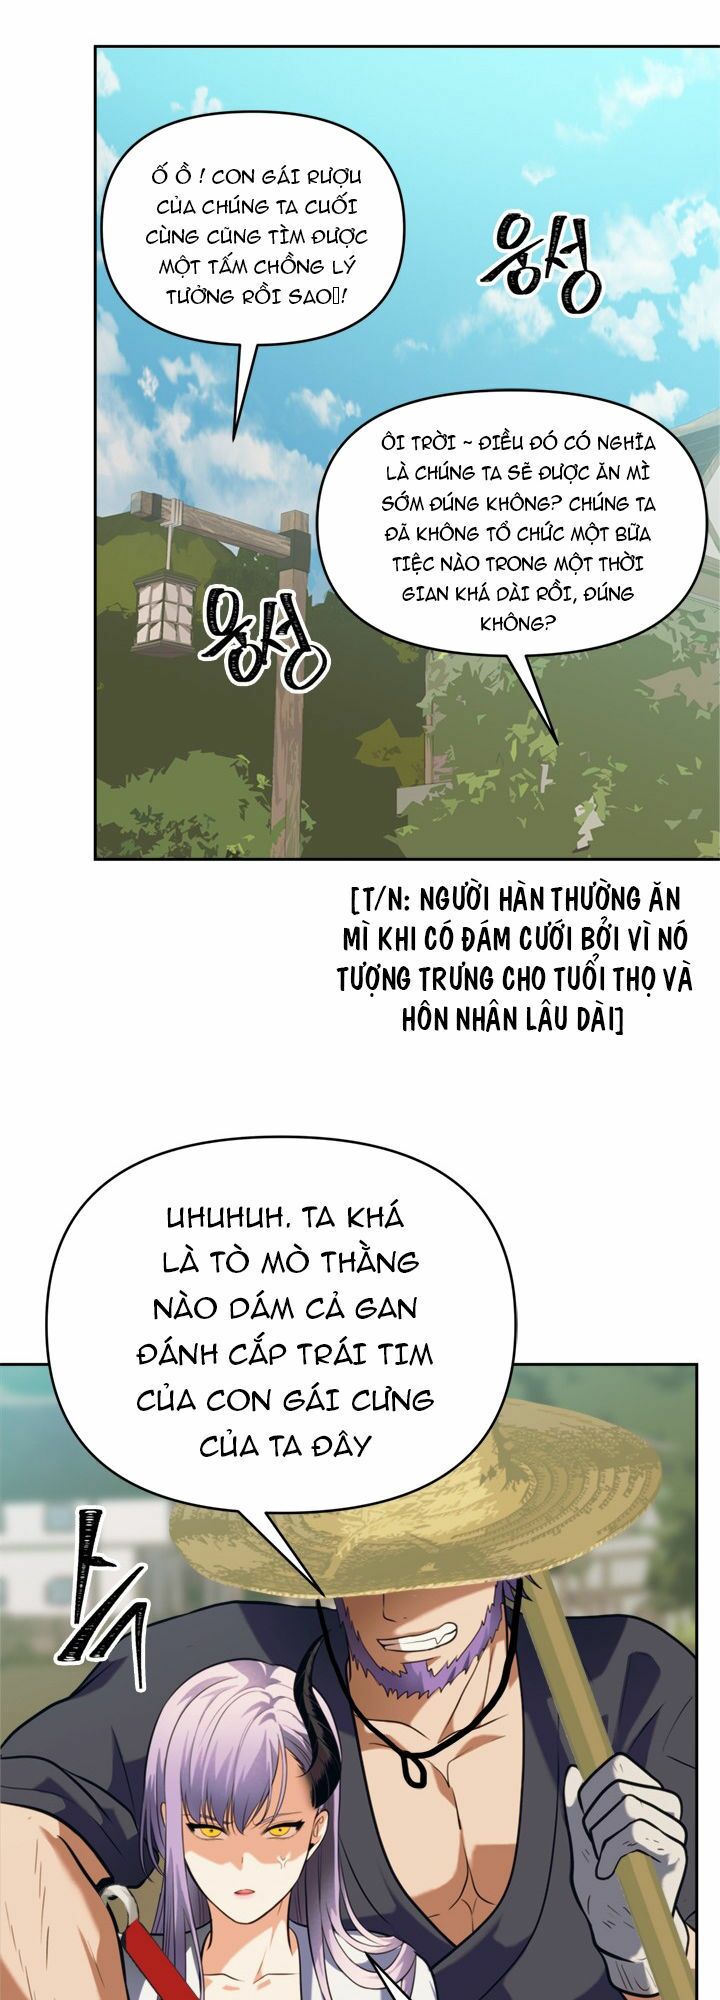 Ố Ồ ! CON GÁI RƯỢU
CỦA CHÚNG TA CUỐI
CÙNG CŨNG TÌM ĐƯỢC
MỘT TẤM CHỒNG LÝ
TƯỞNG RỒI SAO▯!
웅성
ÔI TRỜI ~ ĐIỀU ĐÓ CÓ NGHĨA
LÀ CHÚNG TA SẼ ĐƯỢC ĂN MÌ
SỚM ĐÚNG KHÔNG? CHÚNG TA
ĐÃ KHÔNG TỔ CHỨC MỘT BỮA
TIỆC NÀO TRONG MỘT THỜI
GIAN KHÁ DÀI RỒI, ĐÚNG
KHÔNG?
웅성
[T/N: NGƯỜI HÀN THƯỜNG ĂN
MÌ KHI CÓ ĐÁM CƯỚI BỞI VÌ NÓ
TƯỢNG TRƯNG CHO TUỔI THỌ VÀ
HÔN NHÂN LÂU DÀI]
UHUHUH. TA KHÁ
LÀ TÒ MÒ THẰNG
NÀO DÁM CẢ GAN
ĐÁNH CẮP TRÁI TIM
CỦA CON GÁI CƯNG
CỦA TA ĐÂY